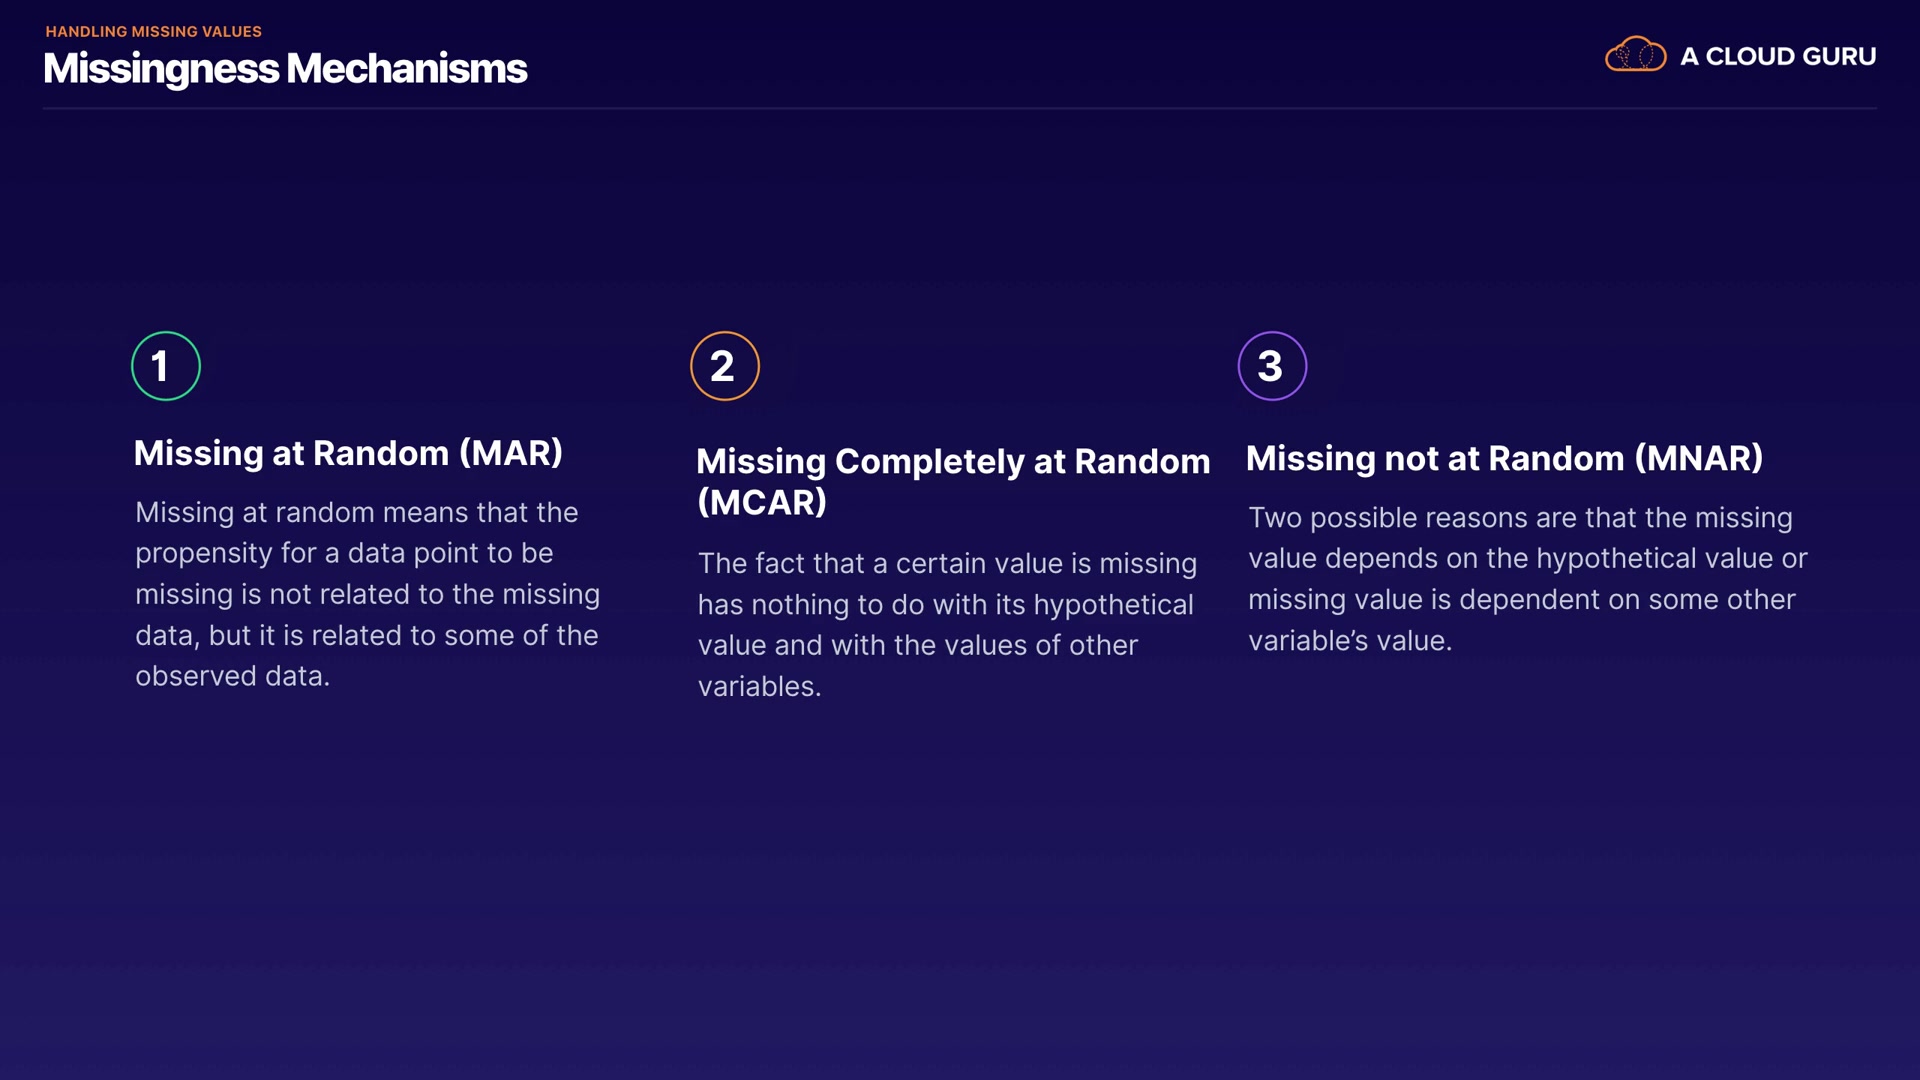 HANDLING MISSING VALUES
Missingness Mechanisms
A CLOUD GURU
1
Missing at Random (MAR)
Missing at random means that the
propensity for a data point to be
missing is not related to the missing
data, but it is related to some of the
observed data.
2
Missing Completely at Random
(MCAR)
The fact that a certain value is missing
has nothing to do with its hypothetical
value and with the values of other
variables.
3
Missing not at Random (MNAR)
Two possible reasons are that the missing
value depends on the hypothetical value or
missing value is dependent on some other
variable’s value.